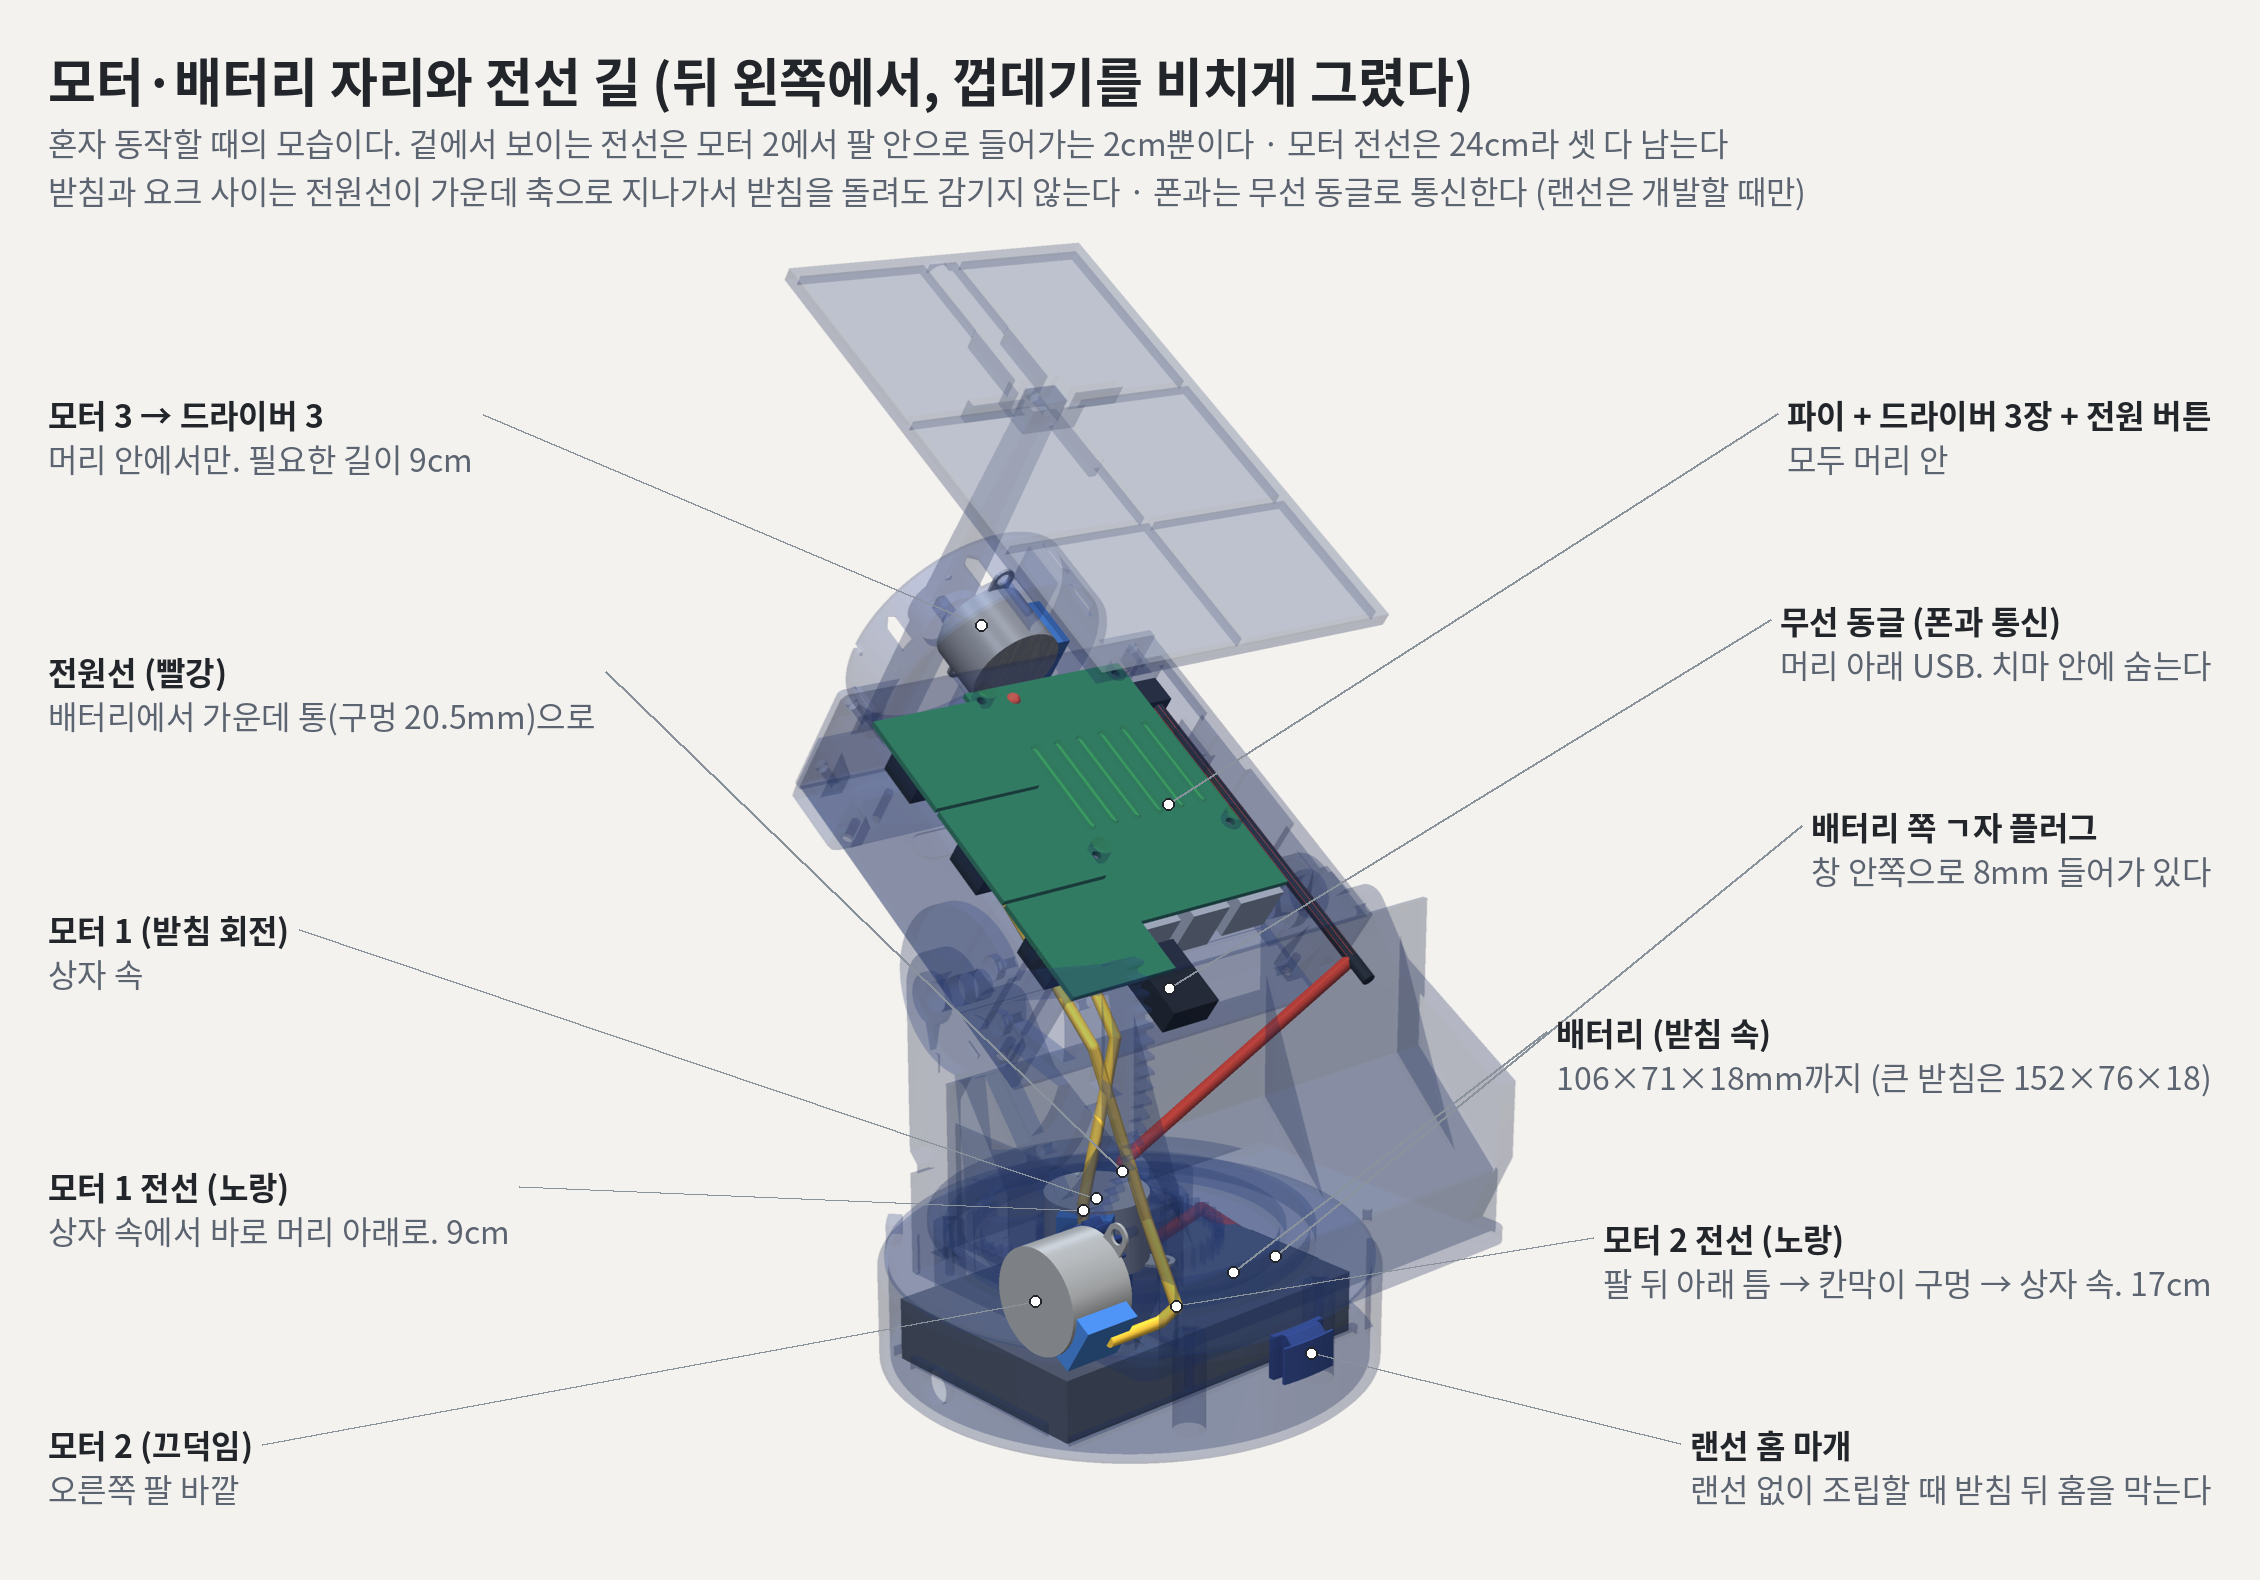 모터·배터리 자리와 전선 길 (뒤 왼쪽에서, 껍데기를 비치게 그렸다)
혼자 동작할 때의 모습이다. 겉에서 보이는 전선은 모터 2에서 팔 안으로 들어가는 2cm뿐이다 · 모터 전선은 24cm라 셋 다 남는다
받침과 요크 사이는 전원선이 가운데 축으로 지나가서 받침을 돌려도 감기지 않는다 · 폰과는 무선 동글로 통신한다 (랜선은 개발할 때만)
모터 3 → 드라이버 3
머리 안에서만. 필요한 길이 9cm
전원선 (빨강)
배터리에서 가운데 통(구멍 20.5mm)으로
모터 1 (받침 회전)
상자 속
모터 1 전선 (노랑)
상자 속에서 바로 머리 아래로. 9cm
모터 2 (끄덕임)
오른쪽 팔 바깥
파이 + 드라이버 3장 + 전원 버튼
모두 머리 안
무선 동글 (폰과 통신)
머리 아래 USB. 치마 안에 숨는다
배터리 쪽 ㄱ자 플러그
창 안쪽으로 8mm 들어가 있다
배터리 (받침 속)
106×71×18mm까지 (큰 받침은 152×76×18)
모터 2 전선 (노랑)
팔 뒤 아래 틈 → 칸막이 구멍 → 상자 속. 17cm
랜선 홈 마개
랜선 없이 조립할 때 받침 뒤 홈을 막는다